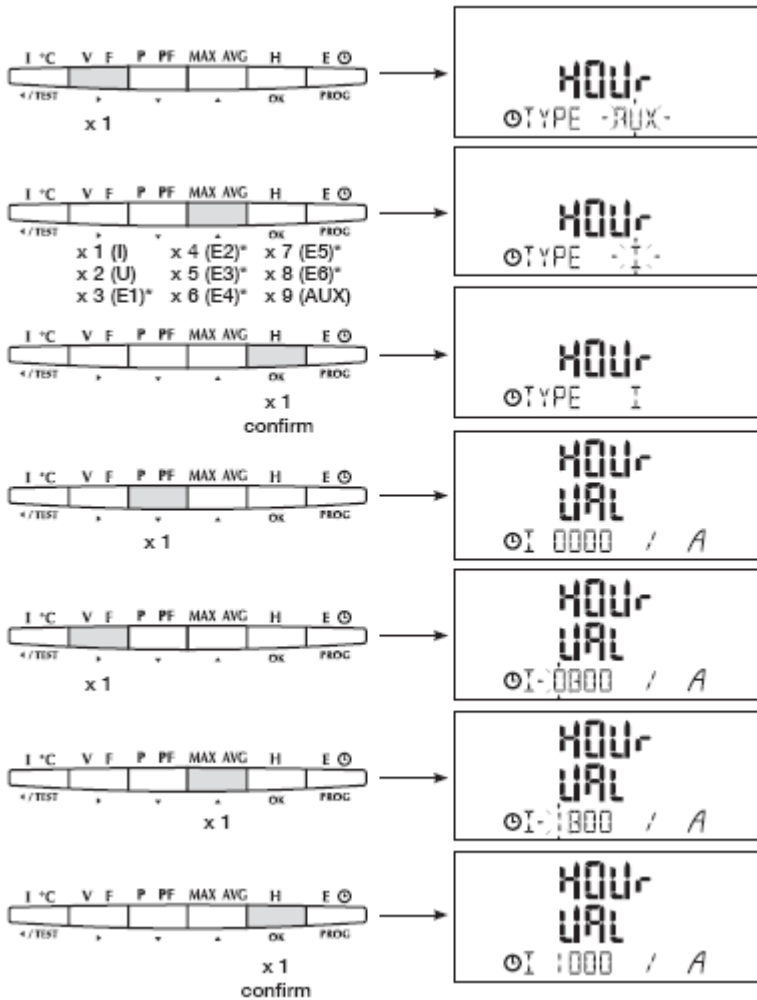 I °C V F P PF MAX AVG H E
/ TEST OK PROG
x 1
HOUr
TYPE -AUX-
I °C V F P PF MAX AVG H E
/ TEST OK PROG
x 1 (I) x 4 (E2)* x 7 (E5)*
x 2 (U) x 5 (E3)* x 8 (E6)*
x 3 (E1)* x 6 (E4)* x 9 (AUX)
HOUr
TYPE -I-
I °C V F P PF MAX AVG H E
/ TEST OK PROG
x 1
confirm
HOUr
TYPE I
I °C V F P PF MAX AVG H E
/ TEST OK PROG
x 1
HOUr
VAL
I 0000 / A
I °C V F P PF MAX AVG H E
/ TEST OK PROG
x 1
HOUr
VAL
I-0000 / A
I °C V F P PF MAX AVG H E
/ TEST OK PROG
x 1
HOUr
VAL
I-1000 / A
I °C V F P PF MAX AVG H E
/ TEST OK PROG
x 1
confirm
HOUr
VAL
I 1000 / A